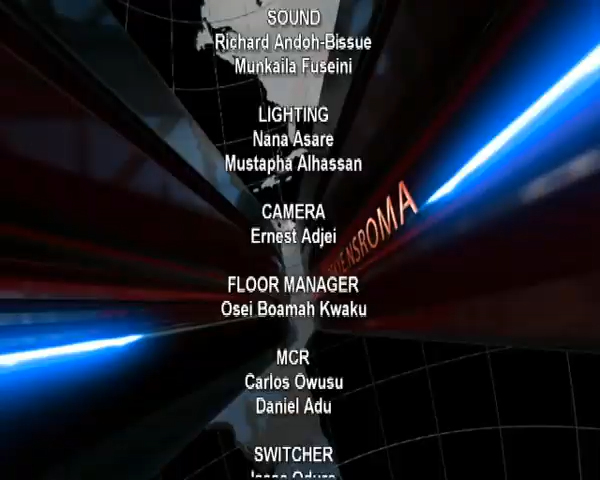 SOUND
Richard Andoh-Bissue
Munkaila Fuseini
LIGHTING
Nana Asare
Mustapha Alhassan
CAMERA
Ernest Adjei
FLOOR MANAGER
Osei Boamah Kwaku
MCR
Carlos Owusu
Daniel Adu
SWITCHER